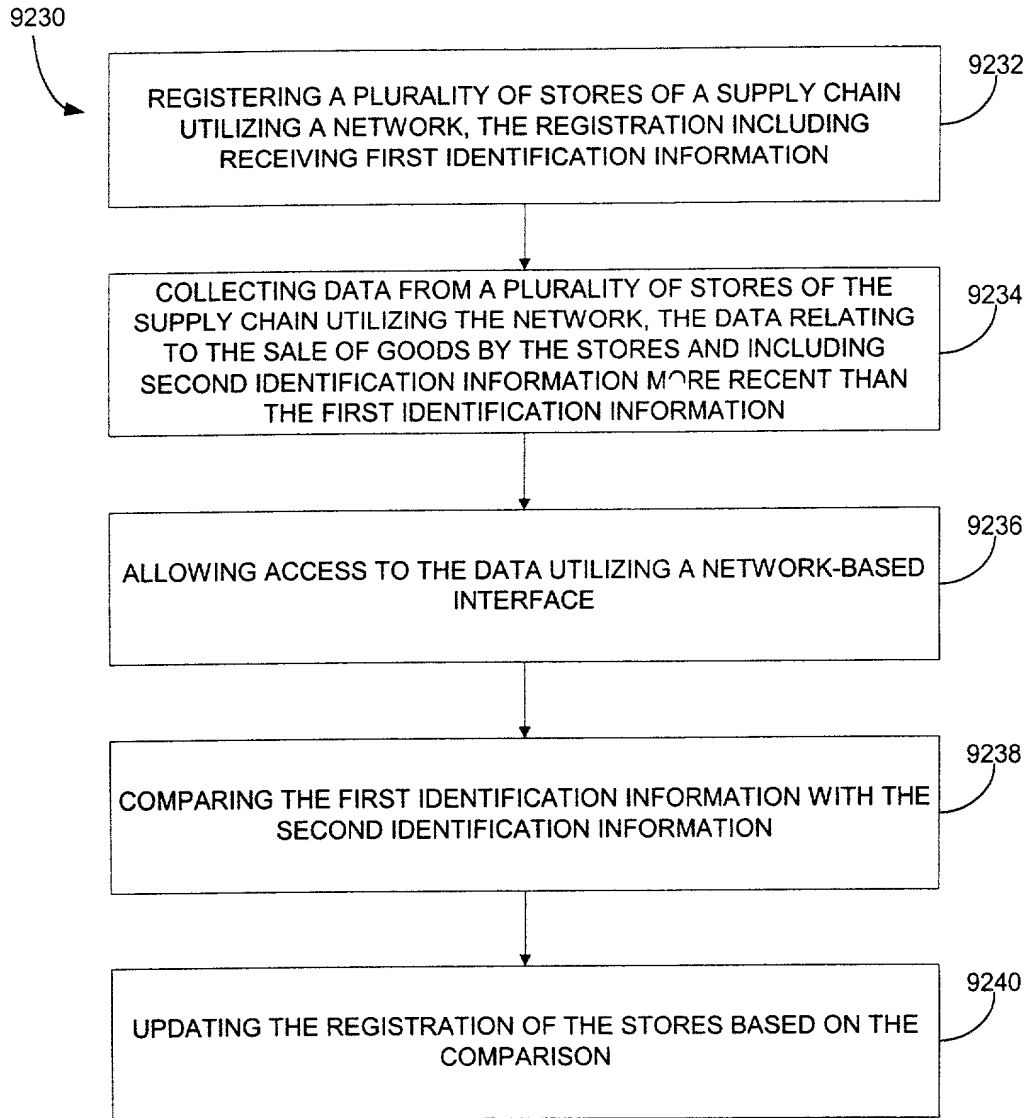 9230
REGISTERING A PLURALITY OF STORES OF A SUPPLY CHAIN
UTILIZING A NETWORK, THE REGISTRATION INCLUDING
RECEIVING FIRST IDENTIFICATION INFORMATION
9232
COLLECTING DATA FROM A PLURALITY OF STORES OF THE
SUPPLY CHAIN UTILIZING THE NETWORK, THE DATA RELATING
TO THE SALE OF GOODS BY THE STORES AND INCLUDING
SECOND IDENTIFICATION INFORMATION MORE RECENT THAN
THE FIRST IDENTIFICATION INFORMATION
9234
ALLOWING ACCESS TO THE DATA UTILIZING A NETWORK-BASED
INTERFACE
9236
COMPARING THE FIRST IDENTIFICATION INFORMATION WITH THE
SECOND IDENTIFICATION INFORMATION
9238
UPDATING THE REGISTRATION OF THE STORES BASED ON THE
COMPARISON
9240